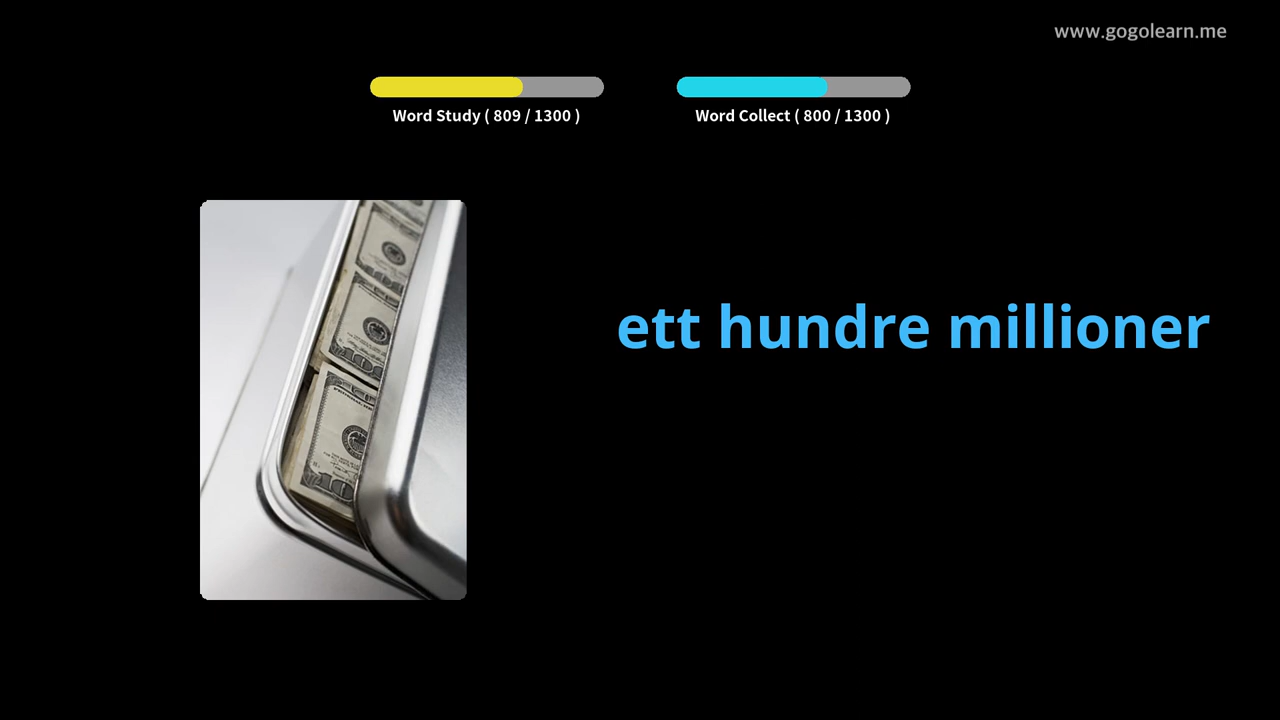 www.gogolearn.me
Word Study ( 809 / 1300 )
Word Collect ( 800 / 1300 )
ett hundre millioner